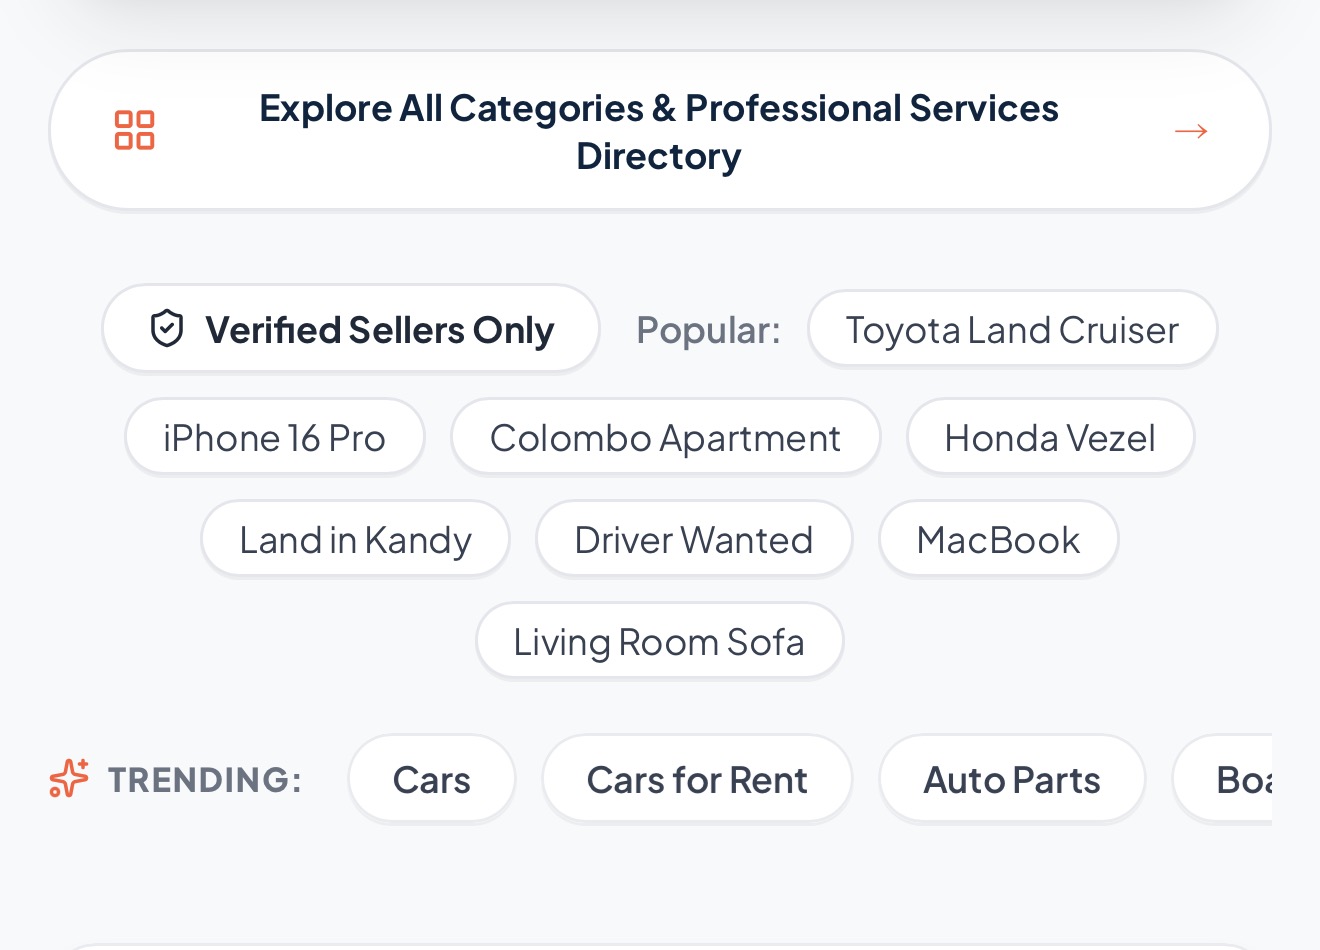 Explore All Categories & Professional Services
Directory
Verified Sellers Only
Popular:
Toyota Land Cruiser
iPhone 16 Pro
Colombo Apartment
Honda Vezel
Land in Kandy
Driver Wanted
MacBook
Living Room Sofa
TRENDING:
Cars
Cars for Rent
Auto Parts